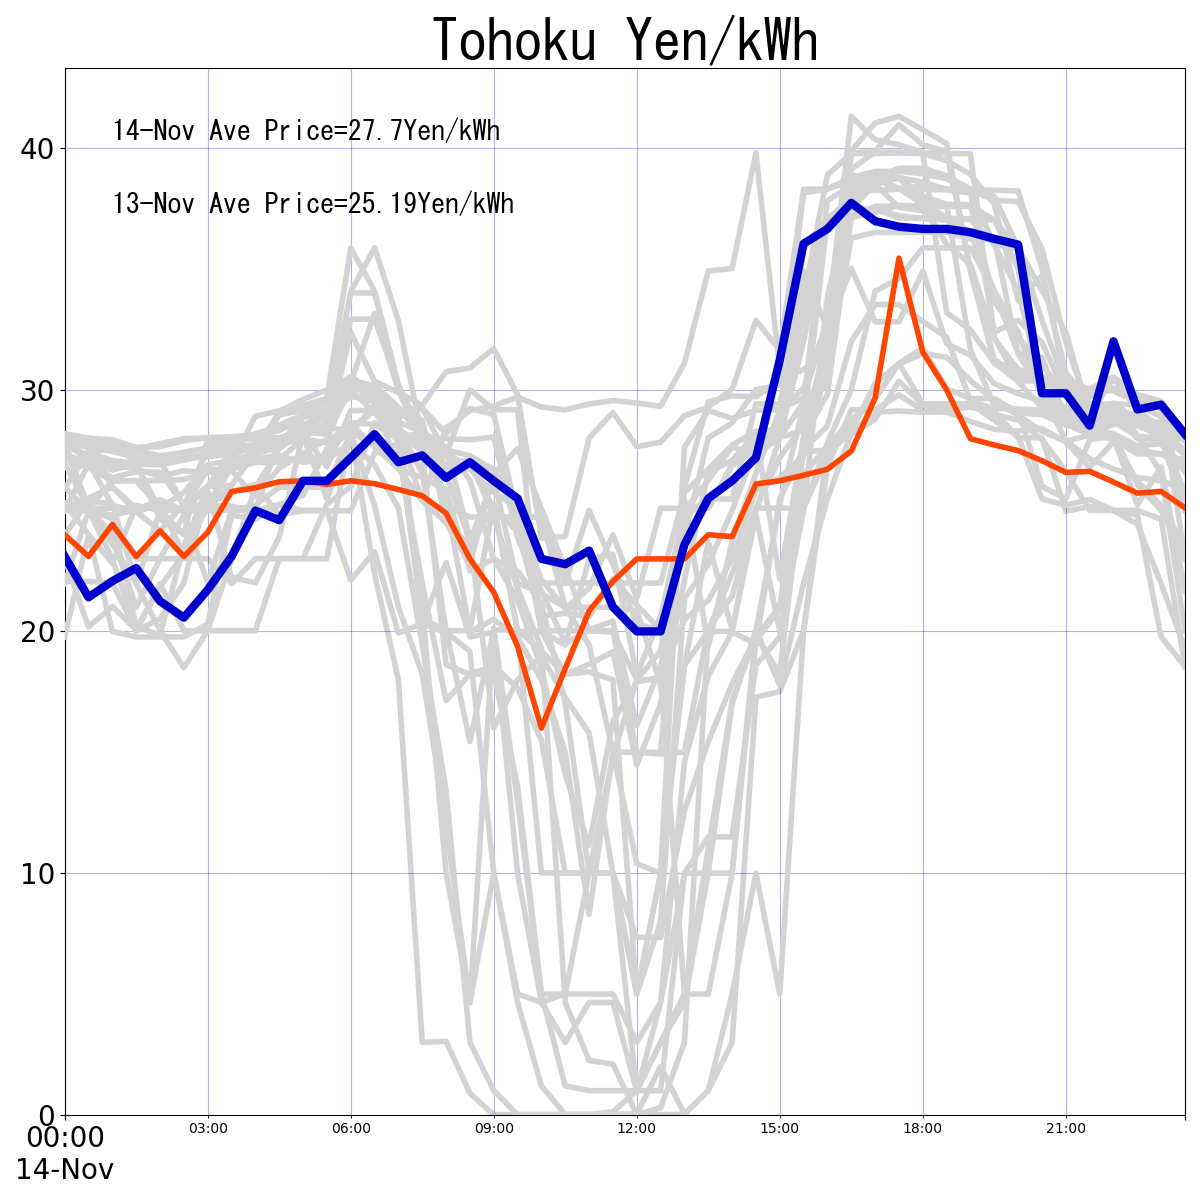 Tohoku Yen/kWh
14-Nov Ave Price=27.7Yen/kWh
13-Nov Ave Price=25.19Yen/kWh
40
30
20
10
0
00:00 03:00 06:00 09:00 12:00 15:00 18:00 21:00
14-Nov